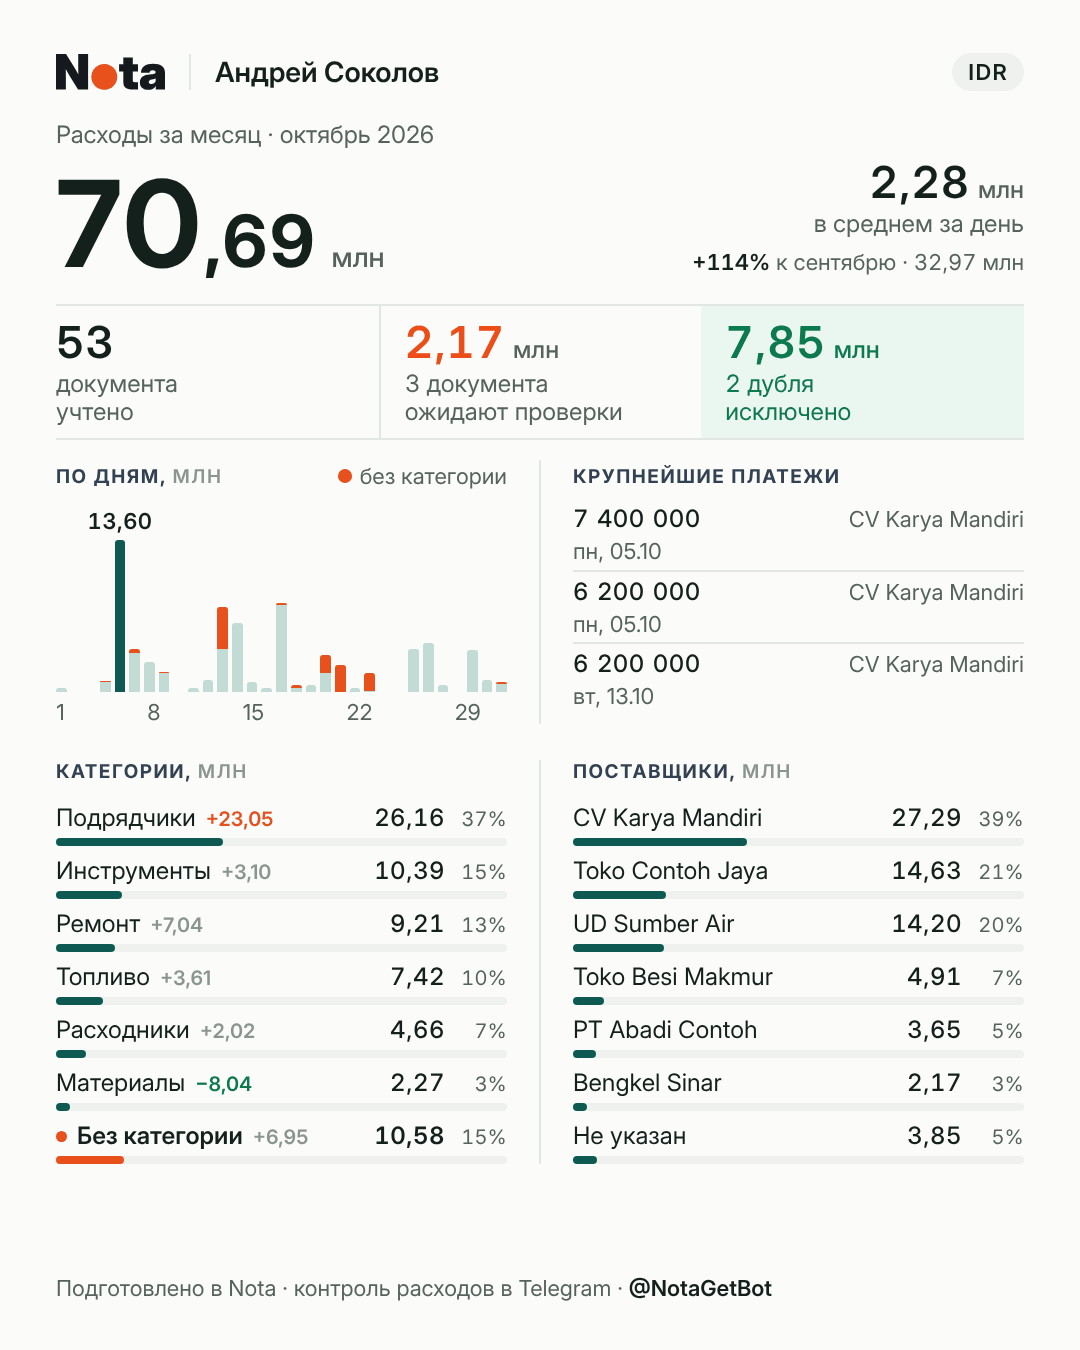 Nota
Андрей Соколов
IDR
Расходы за месяц · октябрь 2026
70,69 млн
2,28 млн
в среднем за день
+114% к сентябрю · 32,97 млн
53
документа
учтено
2,17 млн
3 документа
ожидают проверки
7,85 млн
2 дубля
исключено
ПО ДНЯМ, МЛН
без категории
13,60
1 8 15 22 29
КРУПНЕЙШИЕ ПЛАТЕЖИ
7 400 000 CV Karya Mandiri
пн, 05.10
6 200 000 CV Karya Mandiri
пн, 05.10
6 200 000 CV Karya Mandiri
вт, 13.10
КАТЕГОРИИ, МЛН
Подрядчики +23,05 26,16 37%
Инструменты +3,10 10,39 15%
Ремонт +7,04 9,21 13%
Топливо +3,61 7,42 10%
Расходники +2,02 4,66 7%
Материалы −8,04 2,27 3%
Без категории +6,95 10,58 15%
ПОСТАВЩИКИ, МЛН
CV Karya Mandiri 27,29 39%
Toko Contoh Jaya 14,63 21%
UD Sumber Air 14,20 20%
Toko Besi Makmur 4,91 7%
PT Abadi Contoh 3,65 5%
Bengkel Sinar 2,17 3%
Не указан 3,85 5%
Подготовлено в Nota · контроль расходов в Telegram · @NotaGetBot